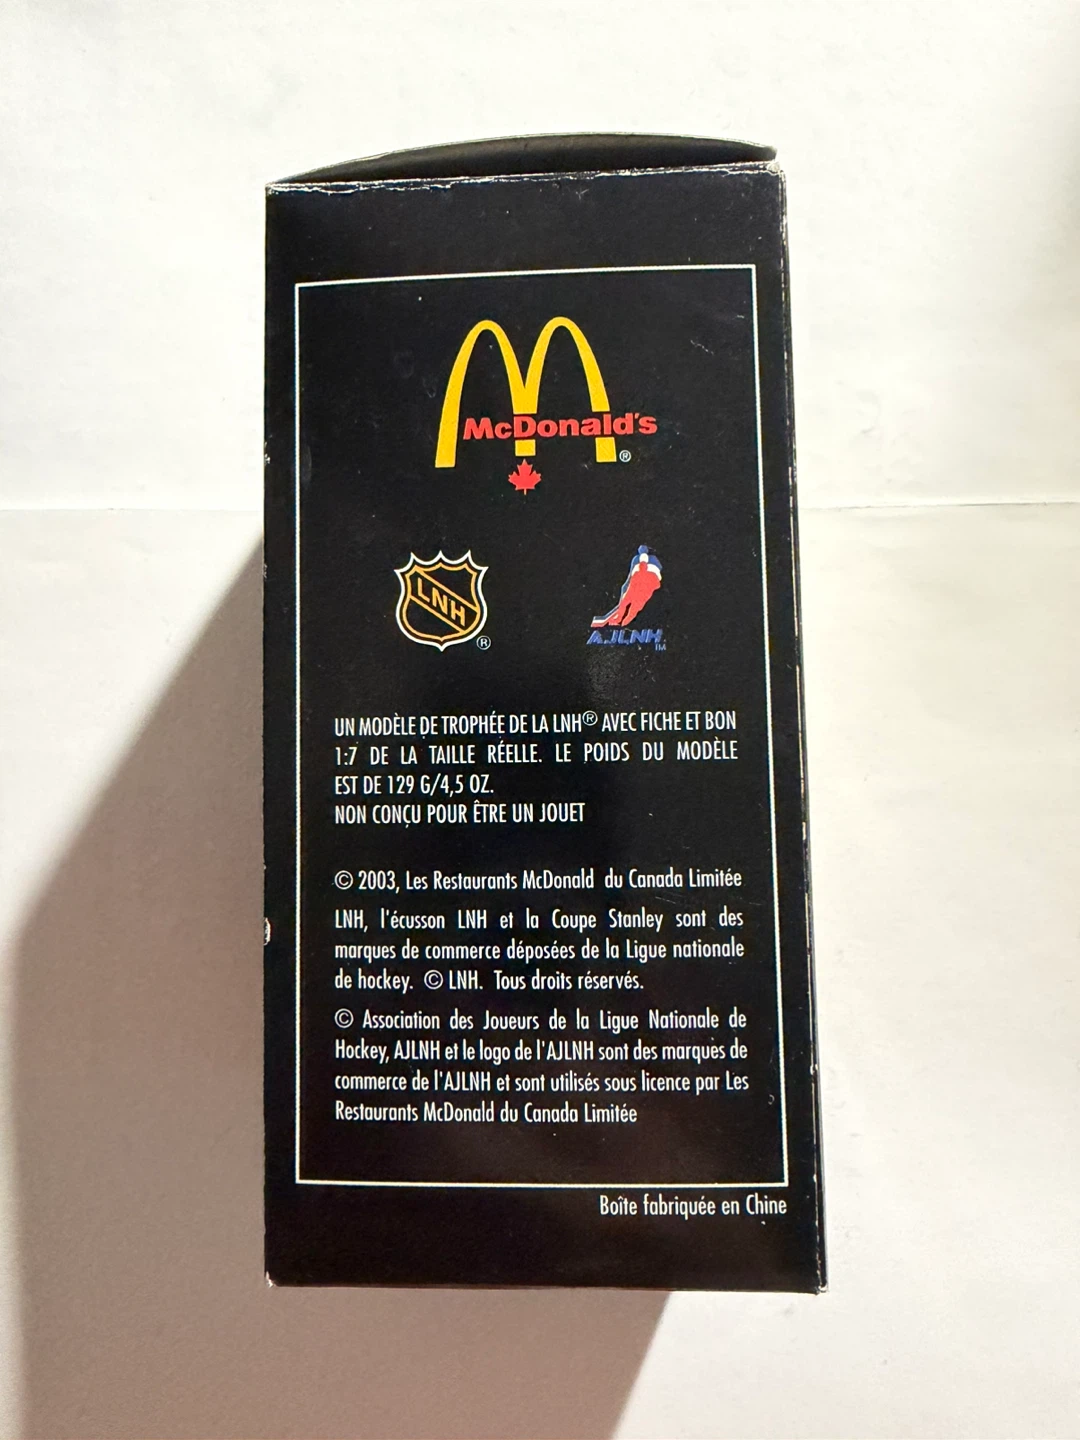 McDonald's
®
LNH
®
AJLNH
TM
UN MODÈLE DE TROPHÉE DE LA LNH® AVEC FICHE ET BON
1:7 DE LA TAILLE RÉELLE. LE POIDS DU MODÈLE
EST DE 129 G/4,5 OZ.
NON CONÇU POUR ÊTRE UN JOUET
© 2003, Les Restaurants McDonald du Canada Limitée
LNH, l'écusson LNH et la Coupe Stanley sont des
marques de commerce déposées de la Ligue nationale
de hockey. © LNH. Tous droits réservés.
© Association des Joueurs de la Ligue Nationale de
Hockey, AJLNH et le logo de l'AJLNH sont des marques de
commerce de l'AJLNH et sont utilisés sous licence par Les
Restaurants McDonald du Canada Limitée
Boîte fabriquée en Chine